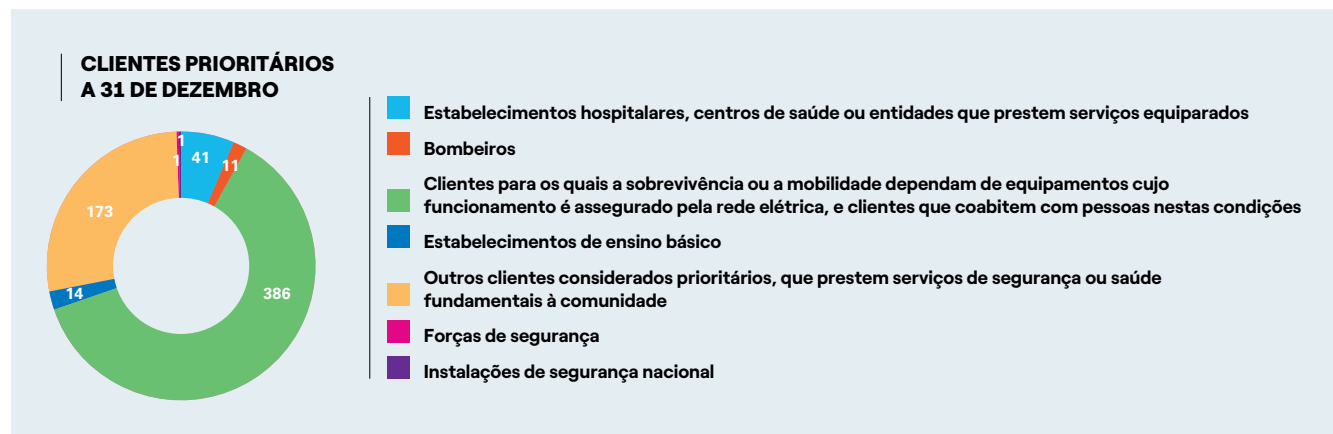 CLIENTES PRIORITÁRIOS
A 31 DE DEZEMBRO
1
1
41
11
173
14
386
Estabelecimentos hospitalares, centros de saúde ou entidades que prestem serviços equiparados
Bombeiros
Clientes para os quais a sobrevivência ou a mobilidade dependam de equipamentos cujo
funcionamento é assegurado pela rede elétrica, e clientes que coabitem com pessoas nestas condições
Estabelecimentos de ensino básico
Outros clientes considerados prioritários, que prestem serviços de segurança ou saúde
fundamentais à comunidade
Forças de segurança
Instalações de segurança nacional